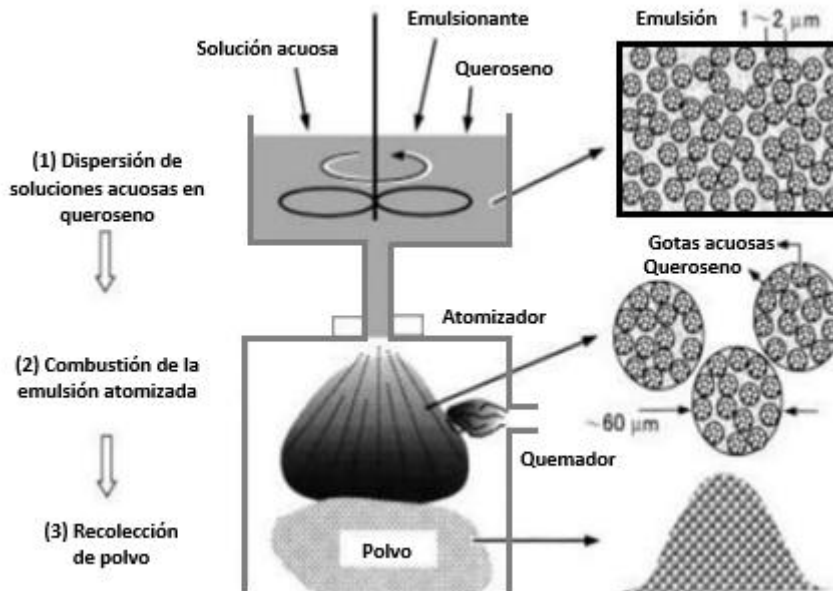 Solución acuosa
Emulsionante
Queroseno
Emulsión
1~2 μm
(1) Dispersión de
soluciones acuosas en
queroseno
Gotas acuosas
Queroseno
Atomizador
(2) Combustión de la
emulsión atomizada
~60 μm
Quemador
(3) Recolección
de polvo
Polvo